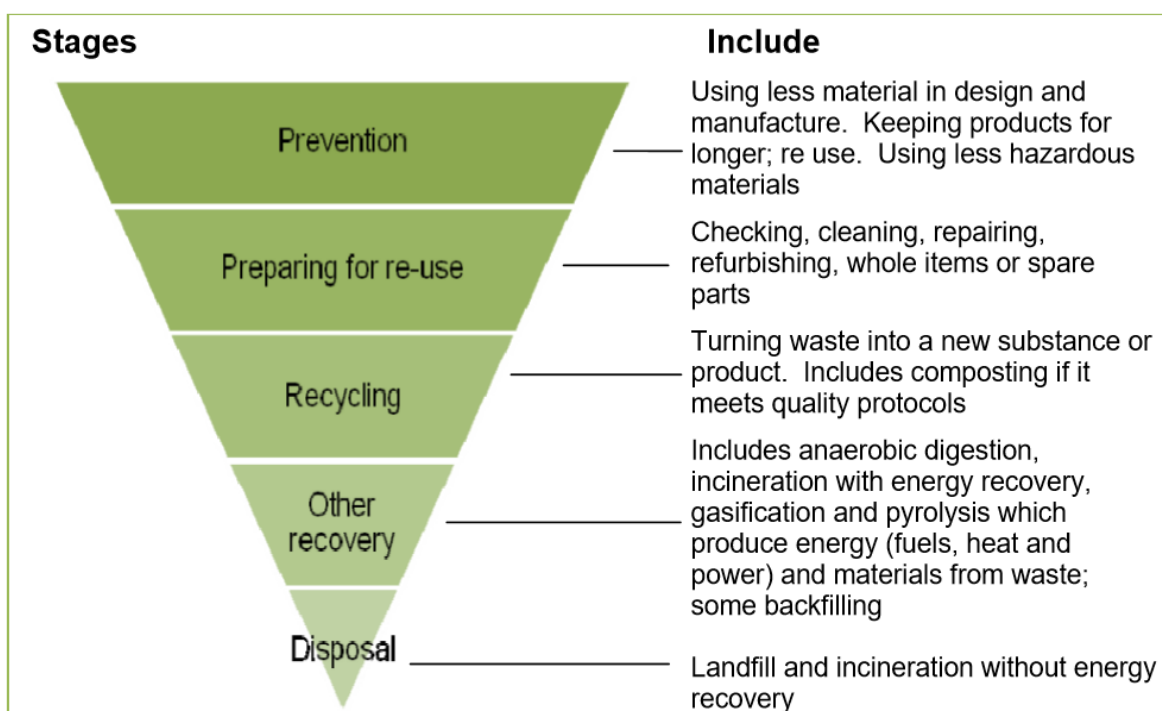 Stages
Include
Prevention
Using less material in design and
manufacture.  Keeping products for
longer; re use.  Using less hazardous
materials
Preparing for re-use
Checking, cleaning, repairing,
refurbishing, whole items or spare
parts
Recycling
Turning waste into a new substance or
product.  Includes composting if it
meets quality protocols
Other
recovery
Includes anaerobic digestion,
incineration with energy recovery,
gasification and pyrolysis which
produce energy (fuels, heat and
power) and materials from waste;
some backfilling
Disposal
Landfill and incineration without energy
recovery